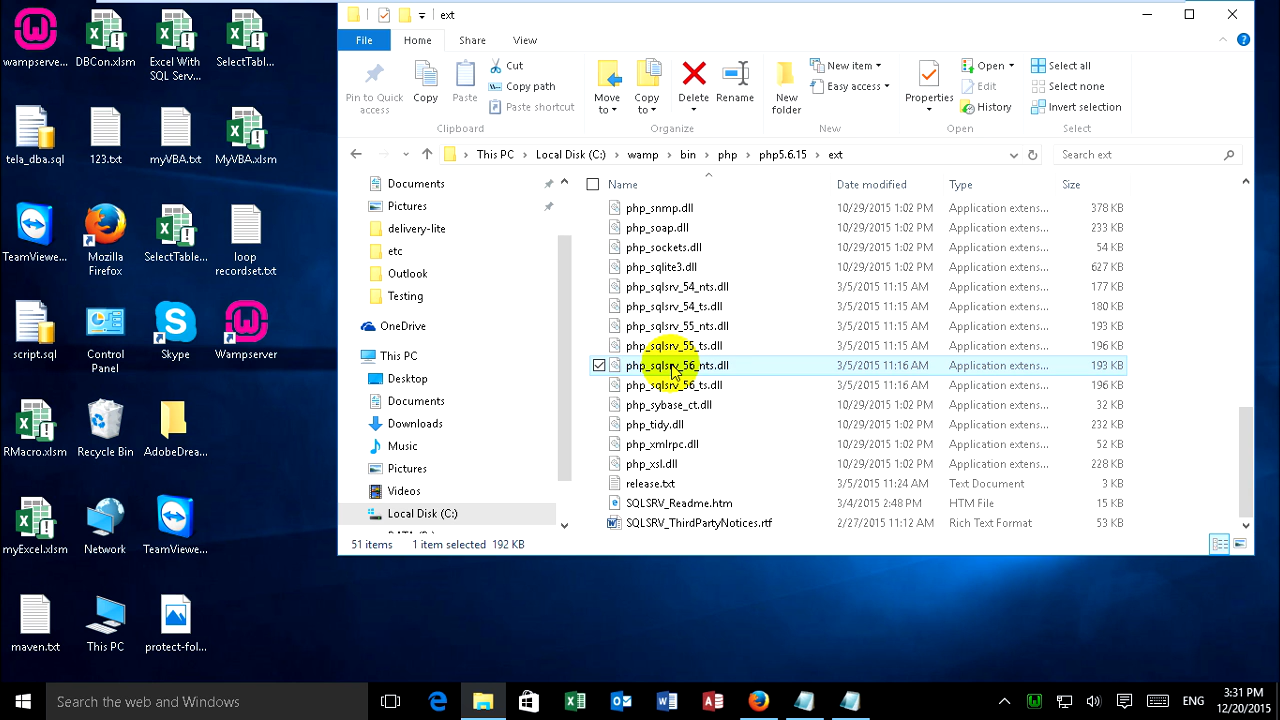 ext
File
Home
Share
View
Pin to Quick
access
Copy
Paste
Cut
Copy path
Paste shortcut
Clipboard
Move
to
Copy
to
Delete
Rename
Organize
New
folder
New item
Easy access
New
Properties
Open
Edit
History
Open
Select all
Select none
Invert selection
Select
This PC
Local Disk (C:)
wamp
bin
php
php5.6.15
ext
Search ext
Documents
Pictures
delivery-lite
etc
Outlook
Testing
OneDrive
This PC
Desktop
Documents
Downloads
Music
Pictures
Videos
Local Disk (C:)
Name Date modified Type Size
php_snmp.dll 10/29/2015 1:02 PM Application extens... 378 KB
php_soap.dll 10/29/2015 1:02 PM Application extens... 293 KB
php_sockets.dll 10/29/2015 1:02 PM Application extens... 54 KB
php_sqlite3.dll 10/29/2015 1:02 PM Application extens... 627 KB
php_sqlsrv_54_nts.dll 3/5/2015 11:15 AM Application extens... 177 KB
php_sqlsrv_54_ts.dll 3/5/2015 11:15 AM Application extens... 180 KB
php_sqlsrv_55_nts.dll 3/5/2015 11:15 AM Application extens... 193 KB
php_sqlsrv_55_ts.dll 3/5/2015 11:15 AM Application extens... 196 KB
php_sqlsrv_56_nts.dll 3/5/2015 11:16 AM Application extens... 193 KB
php_sqlsrv_56_ts.dll 3/5/2015 11:16 AM Application extens... 196 KB
php_sybase_ct.dll 10/29/2015 1:02 PM Application extens... 32 KB
php_tidy.dll 10/29/2015 1:02 PM Application extens... 232 KB
php_xmlrpc.dll 10/29/2015 1:02 PM Application extens... 52 KB
php_xsl.dll 10/29/2015 1:02 PM Application extens... 228 KB
release.txt 3/5/2015 11:24 AM Text Document 3 KB
SQLSRV_Readme.htm 3/4/2015 2:48 PM HTM File 15 KB
SQLSRV_ThirdPartyNotices.rtf 2/27/2015 11:12 AM Rich Text Format 53 KB
51 items 1 item selected 192 KB
wampserve...
DBCon.xlsm
Excel With
SQL Serv...
SelectTabl...
tela_dba.sql
123.txt
myVBA.txt
MyVBA.xlsm
TeamViewe...
Mozilla
Firefox
SelectTable...
loop
recordset.txt
script.sql
Control
Panel
Skype
Wampserver
RMacro.xlsm
Recycle Bin
AdobeDrea...
myExcel.xlsm
Network
TeamViewe...
maven.txt
This PC
protect-fol...
Search the web and Windows
ENG
3:31 PM
12/20/2015